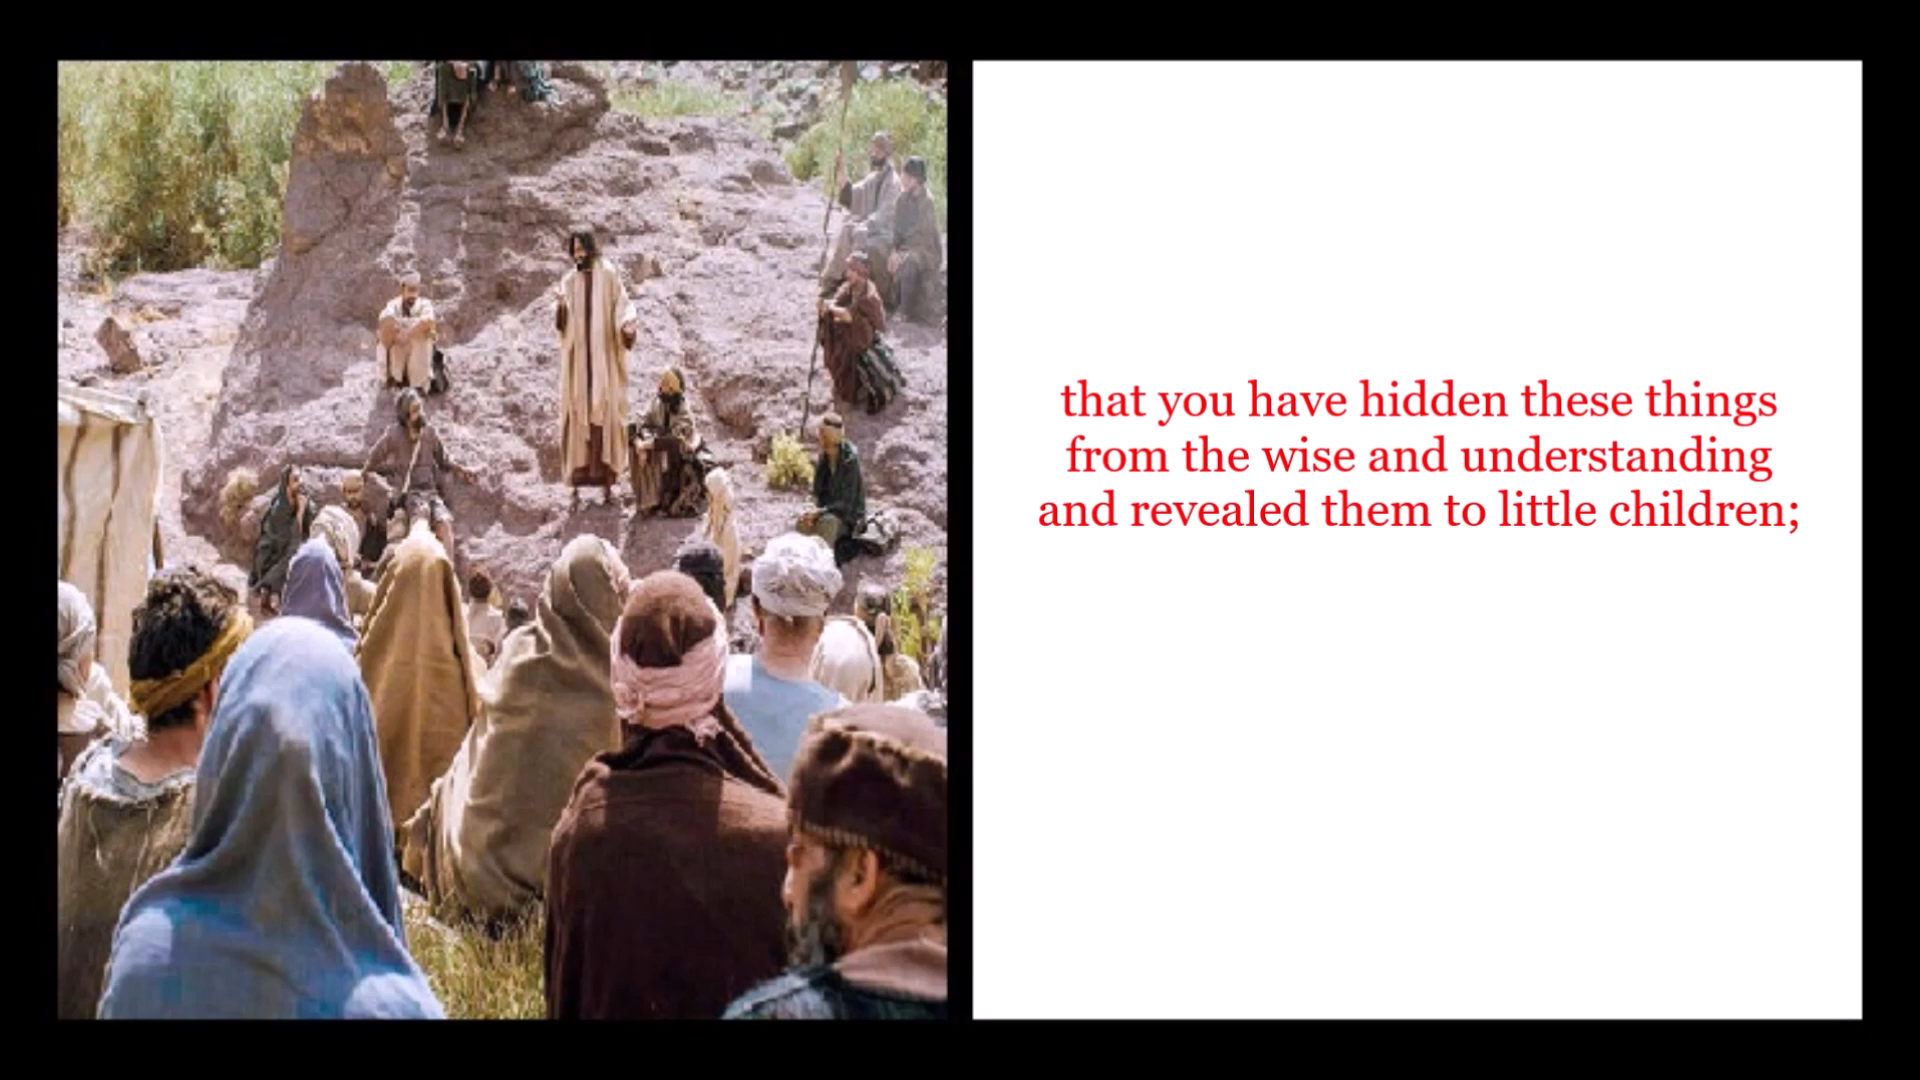 that you have hidden these things
from the wise and understanding
and revealed them to little children;